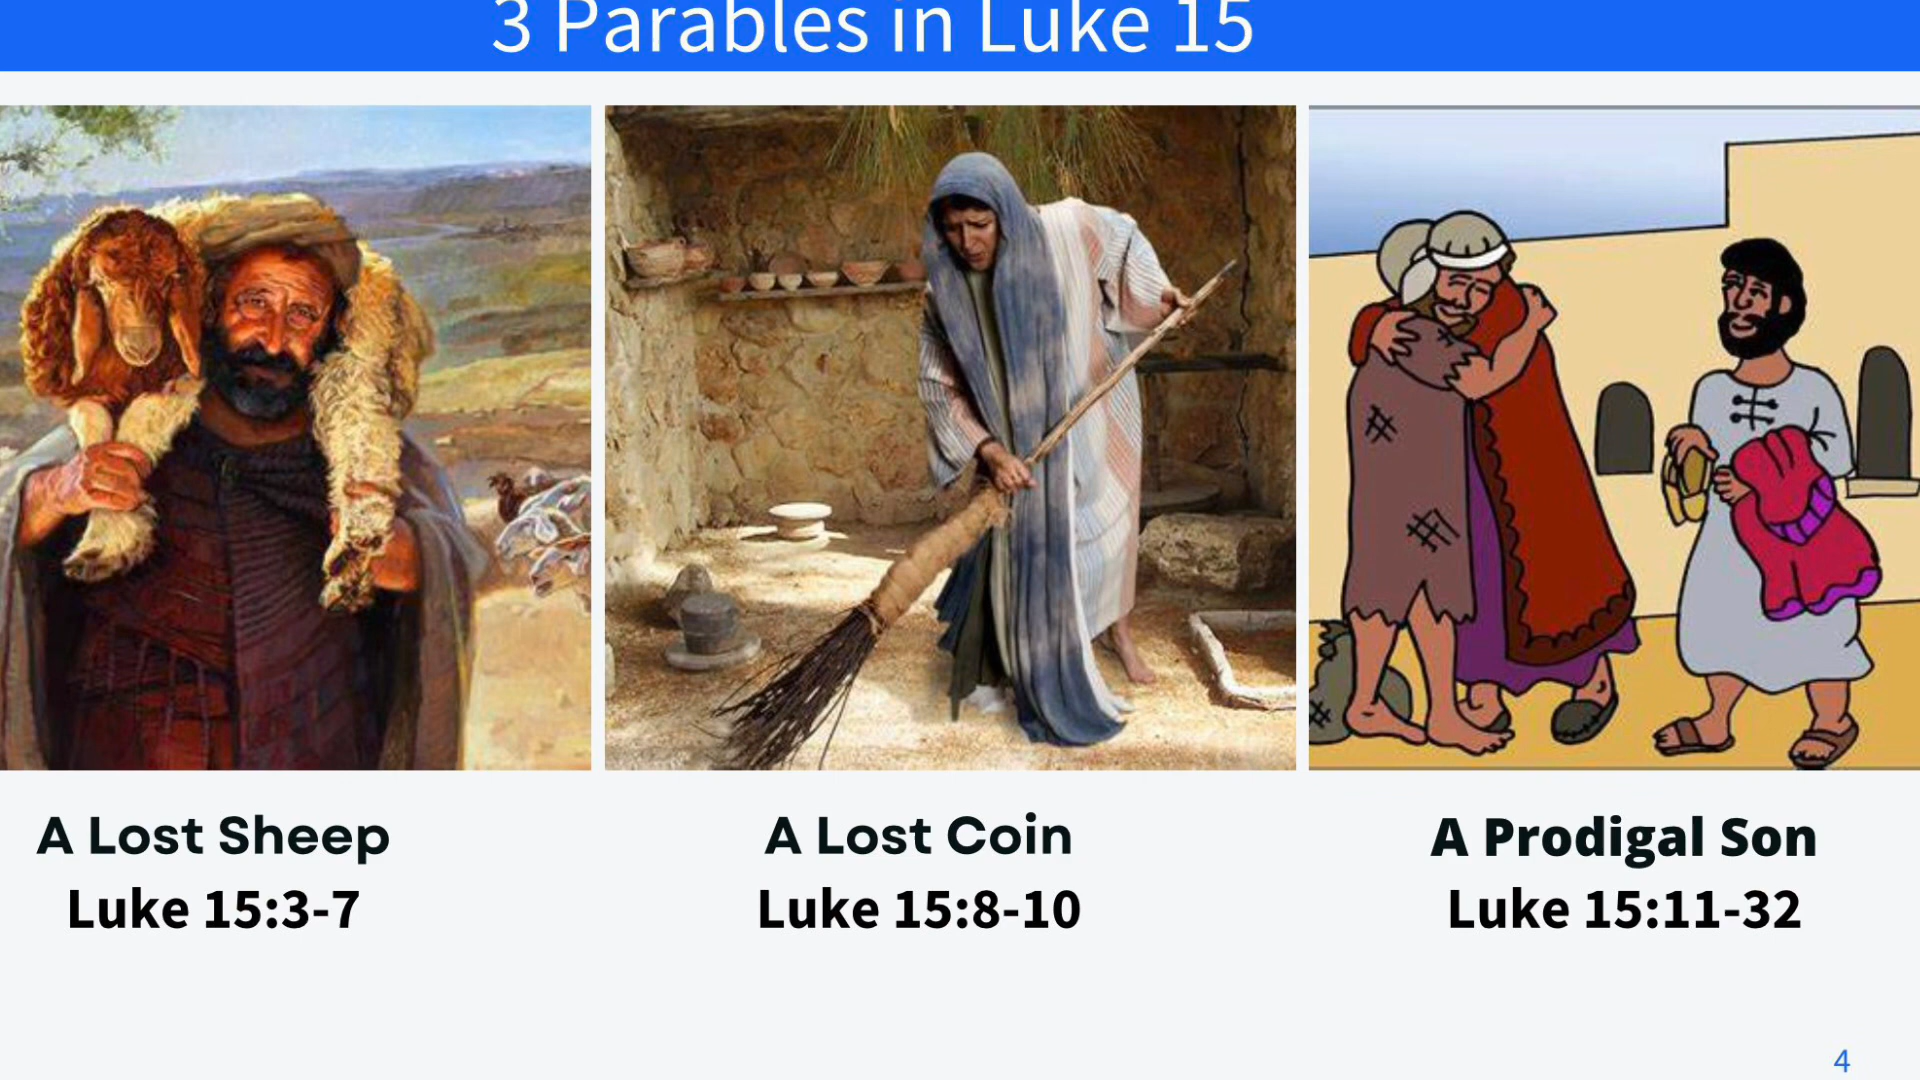 3 Parables in Luke 15
A Lost Sheep
Luke 15:3-7
A Lost Coin
Luke 15:8-10
A Prodigal Son
Luke 15:11-32
4